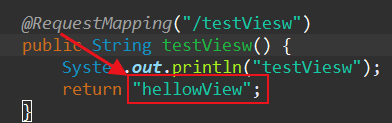 @RequestMapping("/testViesw")
public String testViesw() {
System.out.println("testViesw");
return "hellowView";
}